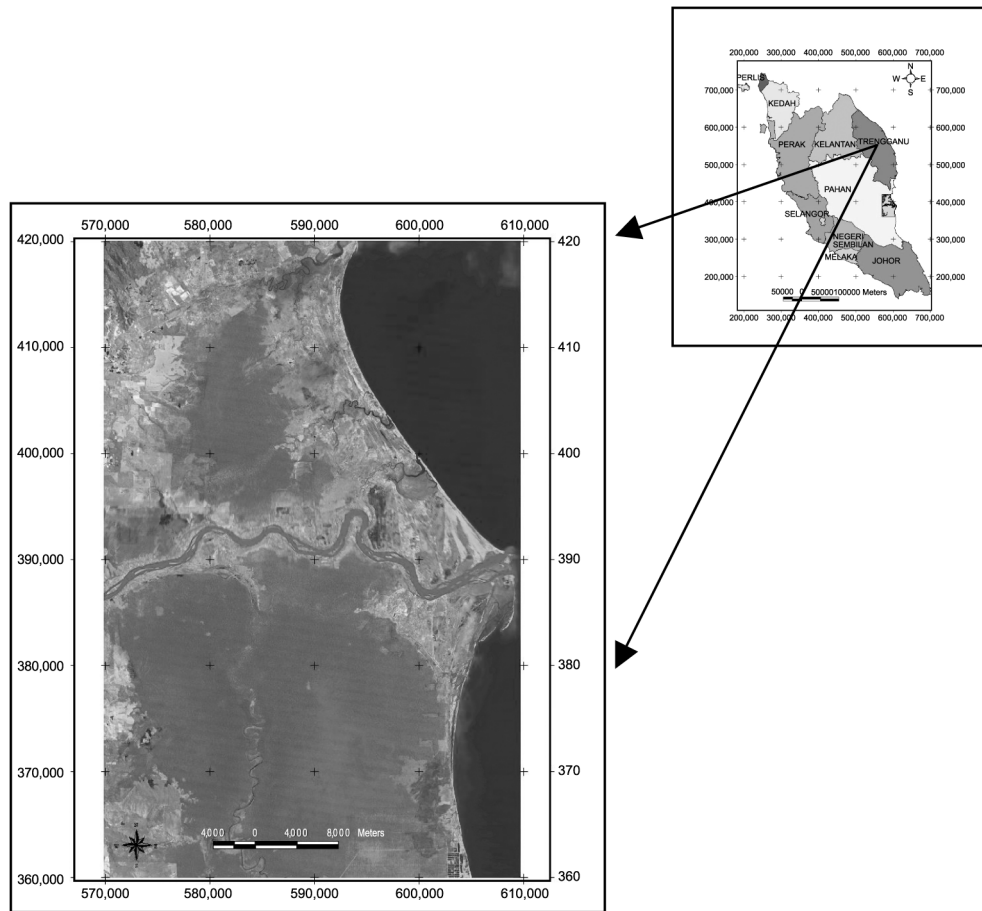 200,000 300,000 400,000 500,000 600,000 700,000
N
W E
S
PERLIS
700,000 700,000
KEDAH
600,000 600,000
PERAK KELANTAN TRENGGANU
500,000 500,000
PAHAN
400,000 400,000
SELANGOR
NEGERI
SEMBILAN
300,000 300,000
MELAKA JOHOR
200,000 200,000
50000 0 50000100000 Meters
200,000 300,000 400,000 500,000 600,000 700,000
570,000 580,000 590,000 600,000 610,000
420,000 420
410,000 410
400,000 400
390,000 390
380,000 380
370,000 370
4,000 0 4,000 8,000 Meters
360,000 360
570,000 580,000 590,000 600,000 610,000